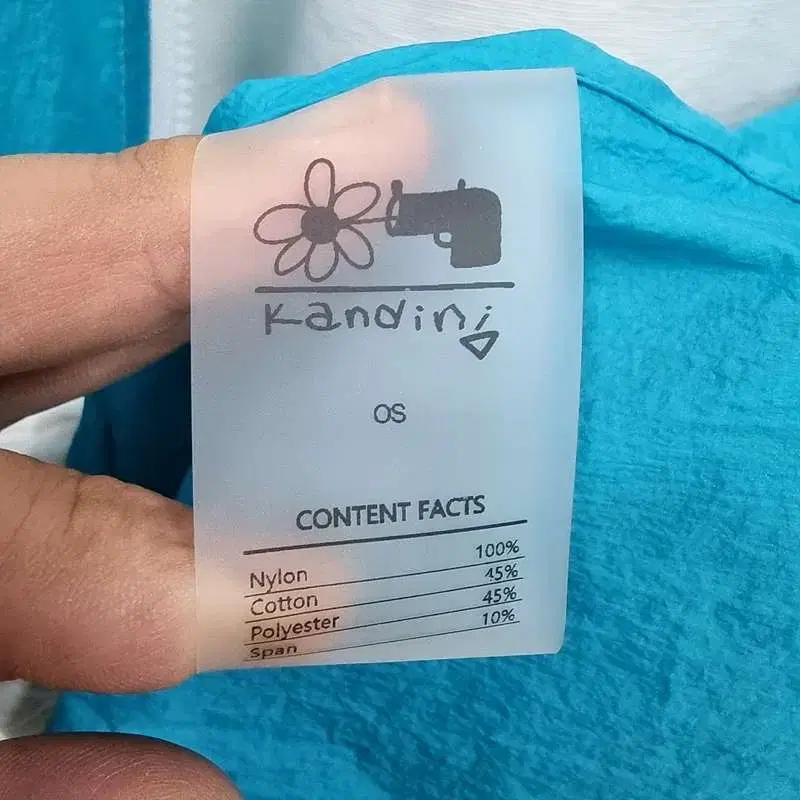 Kandini
OS
CONTENT FACTS
Nylon 100%
Cotton 45%
Polyester 45%
Span 10%